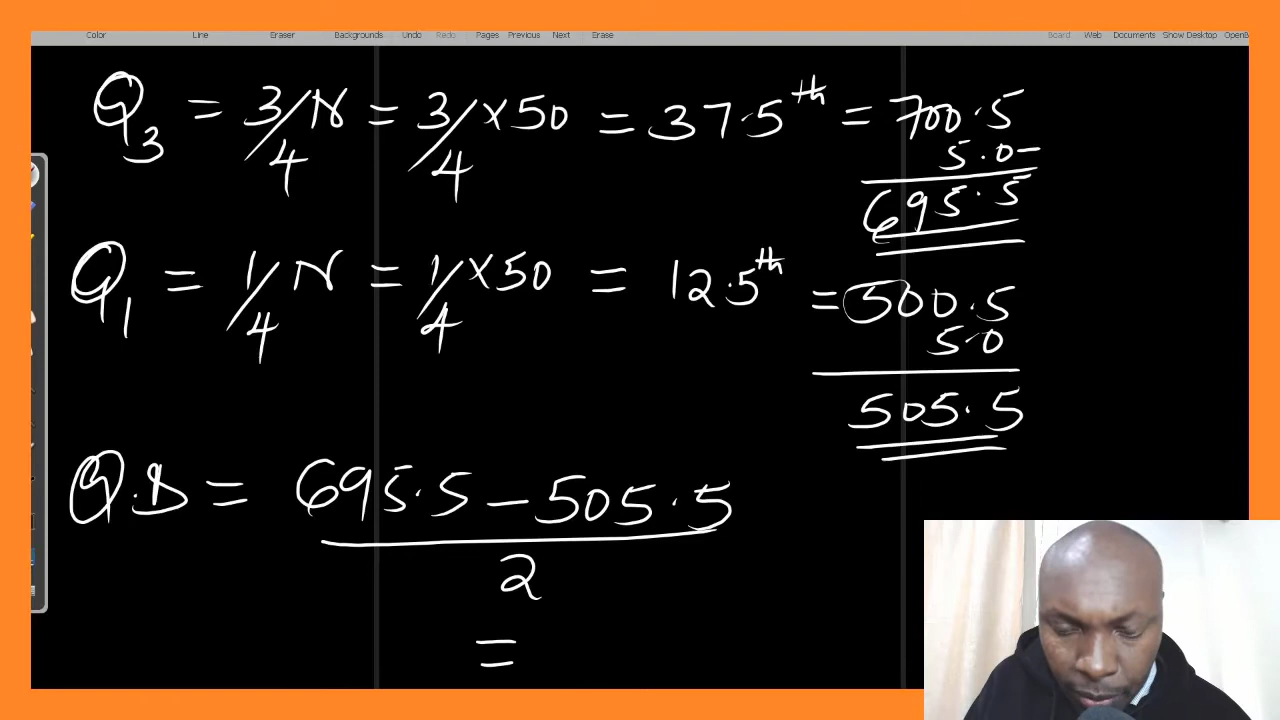 Color Line Eraser Backgrounds Undo Redo Pages Previous Next Erase Board Web Documents Show Desktop OpenB
Q₃ = 3/4 N = 3/4 ×50 = 37.5th = 700.5
5.0-
695.5
Q₁ = 1/4 N = 1/4 ×50 = 12.5th = 500.5
5.0
505.5
Q.D = 695.5 - 505.5
2
=